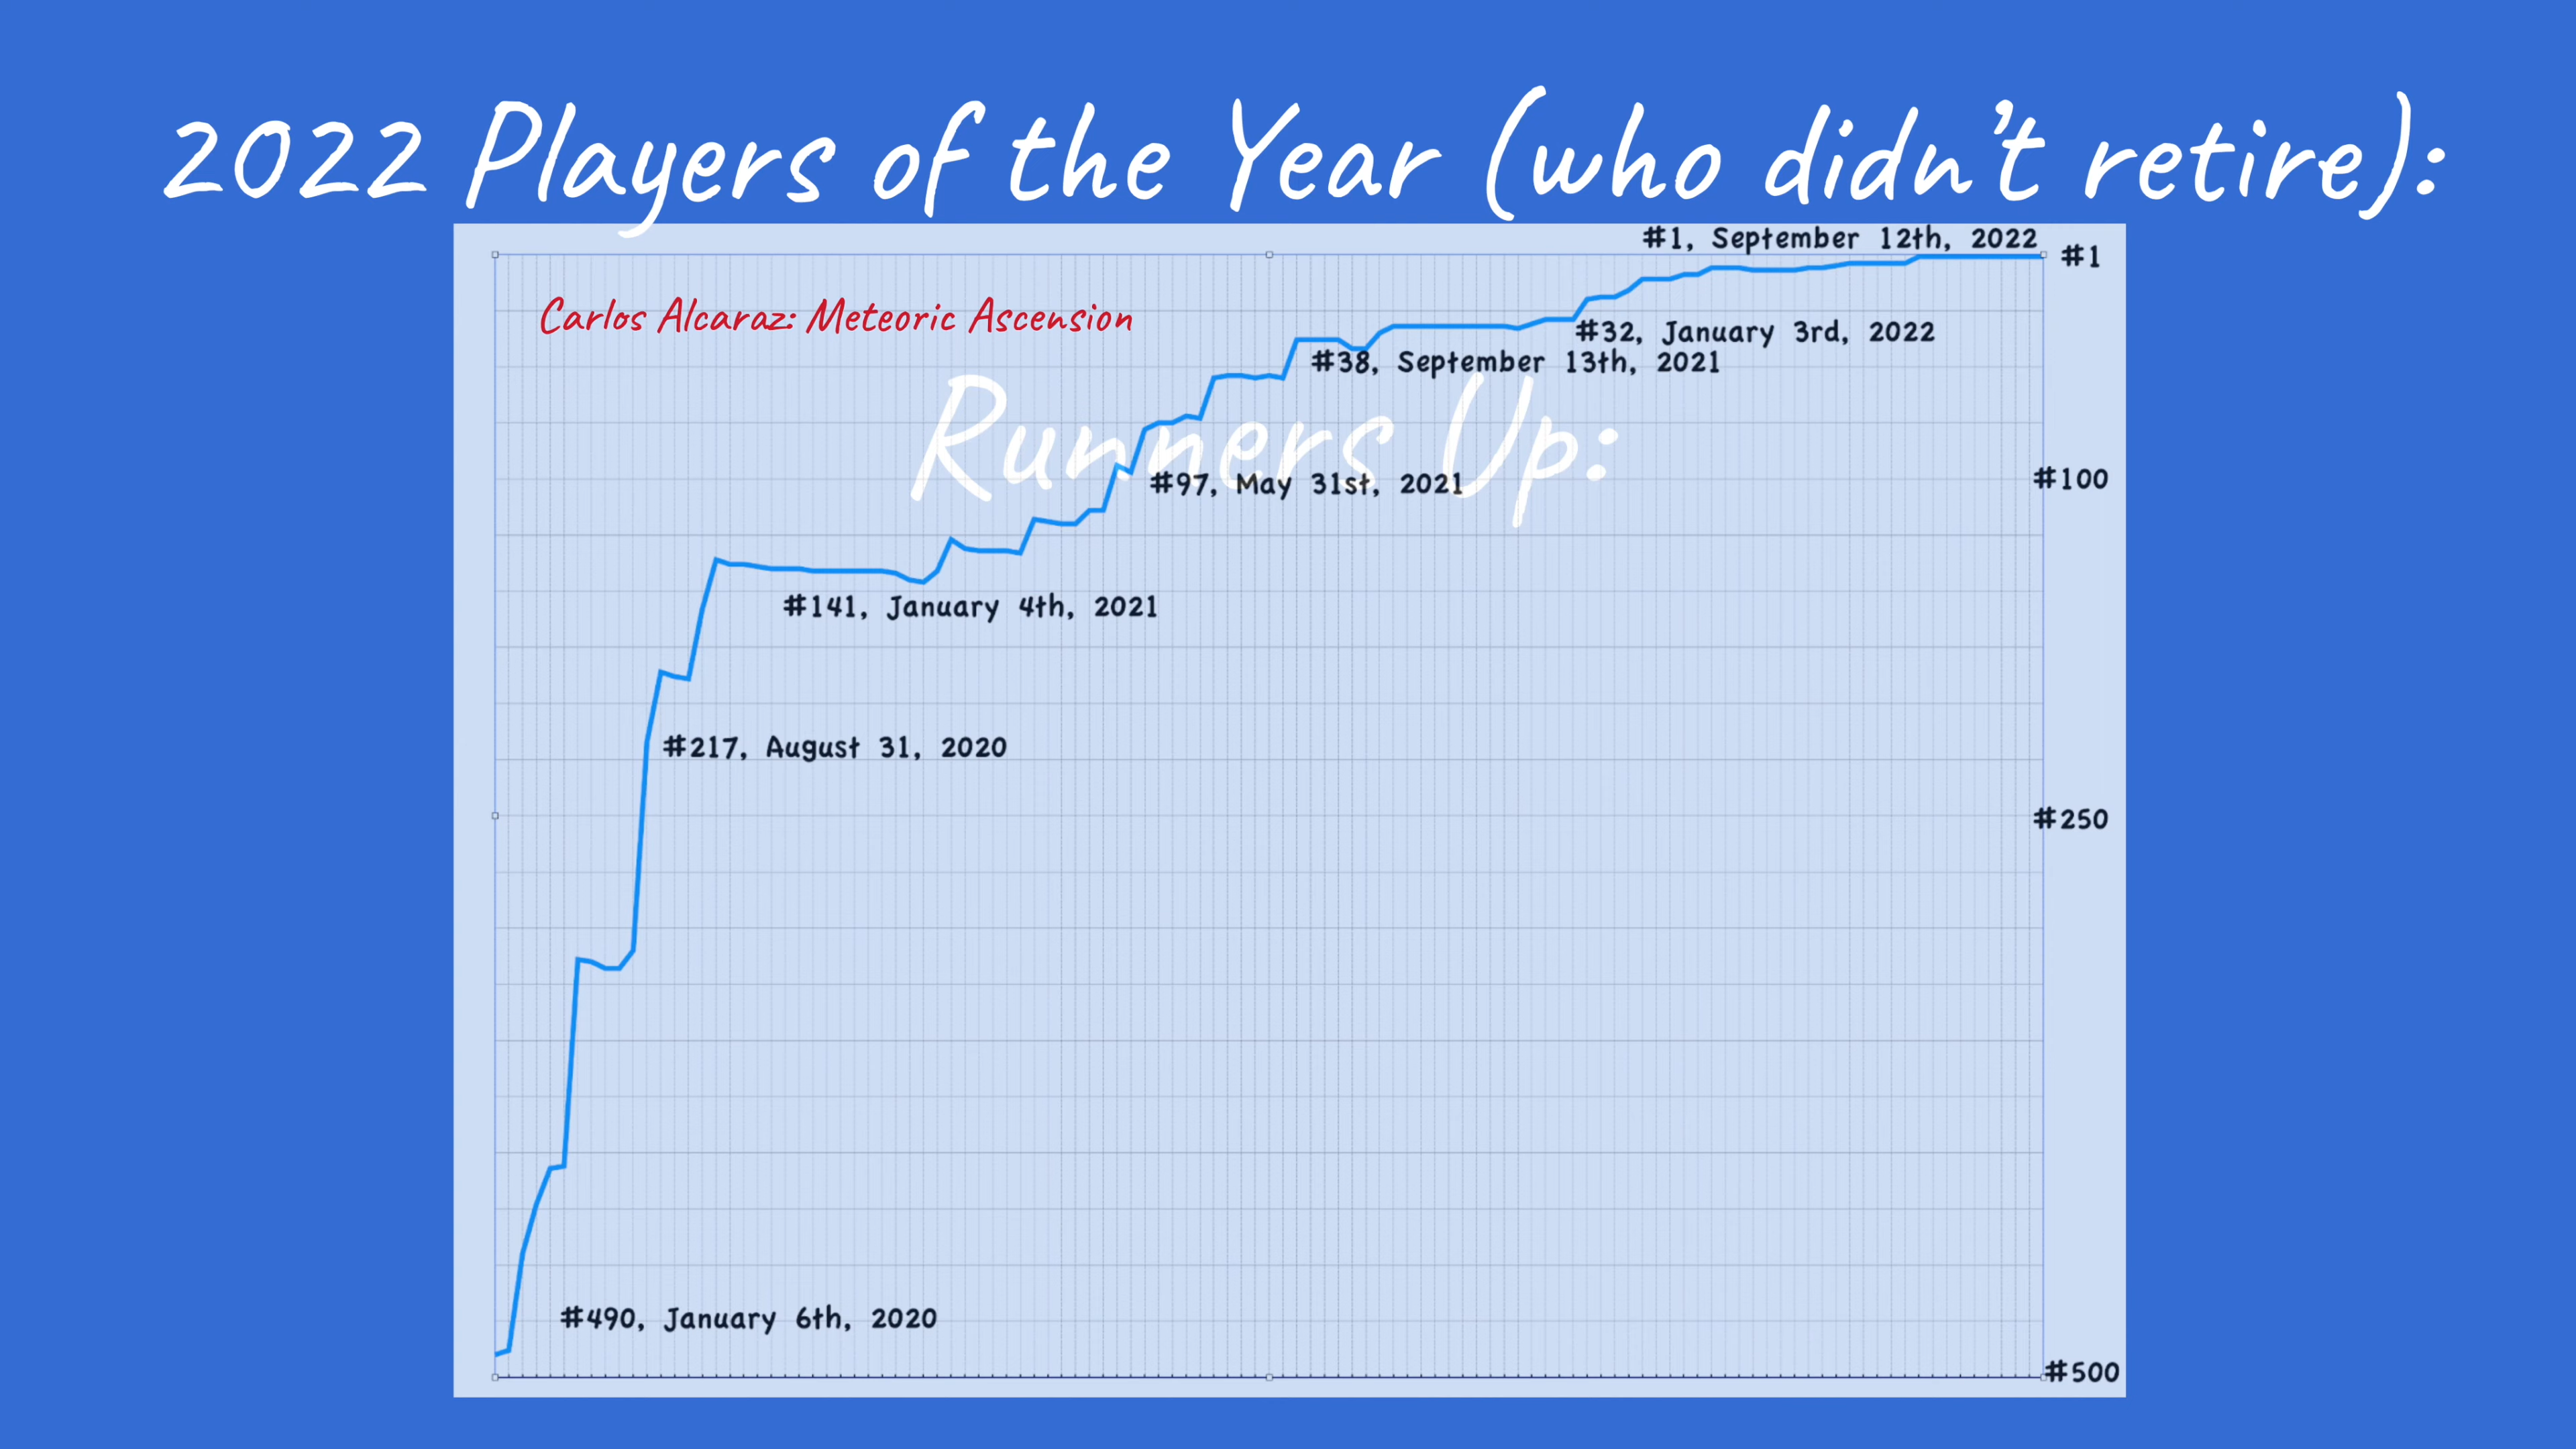 2022 Players of the Year (who didn't retire):
#1, September 12th, 2022
#1
Carlos Alcaraz: Meteoric Ascension
#32, January 3rd, 2022
#38, September 13th, 2021
Runners Up:
#97, May 31st, 2021
#100
#141, January 4th, 2021
#217, August 31, 2020
#250
#490, January 6th, 2020
#500